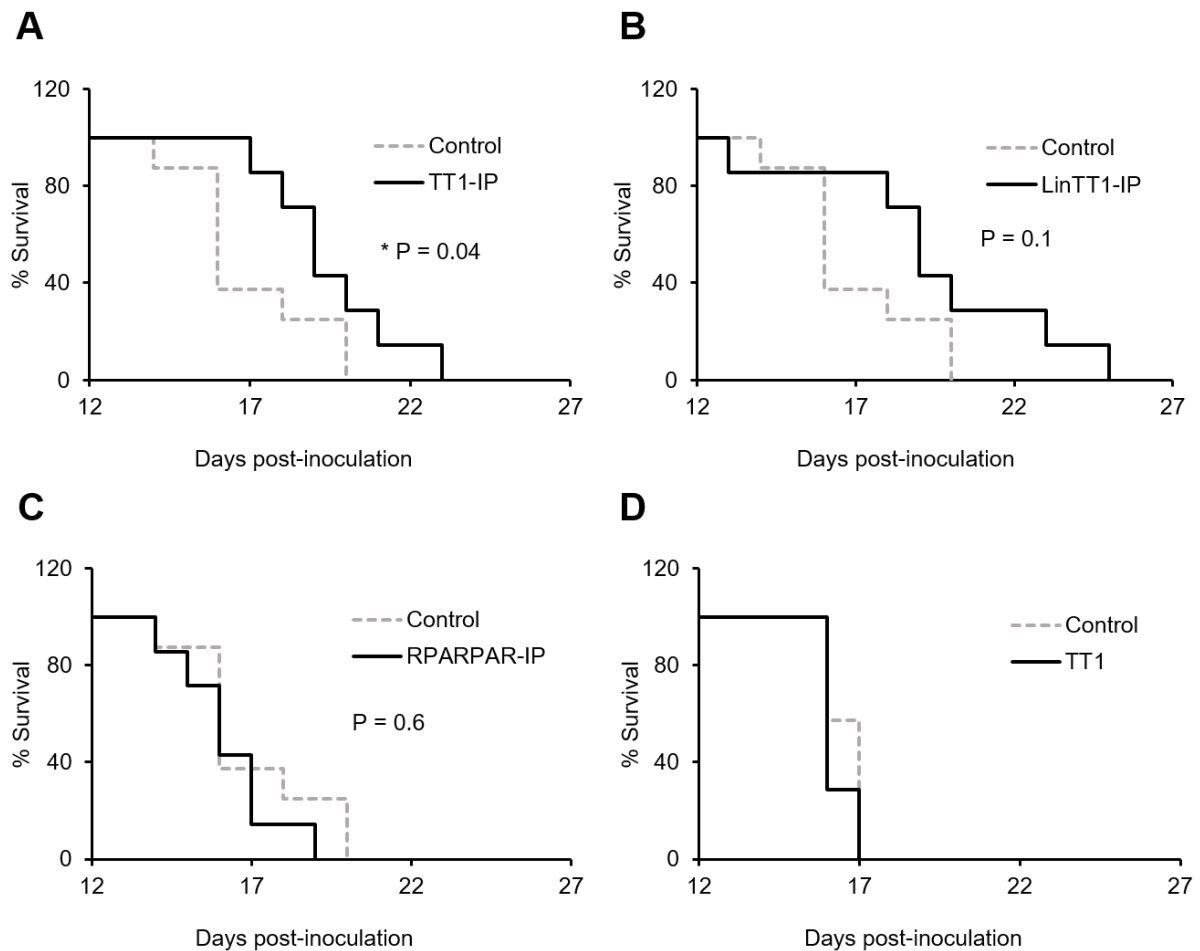 A
% Survival
120
80
40
0
12 17 22 27
Days post-inoculation
Control
TT1-IP
* P = 0.04
B
% Survival
120
80
40
0
12 17 22 27
Days post-inoculation
Control
LinTT1-IP
P = 0.1
C
% Survival
120
80
40
0
12 17 22 27
Days post-inoculation
Control
RPARPAR-IP
P = 0.6
D
% Survival
120
80
40
0
12 17 22 27
Days post-inoculation
Control
TT1